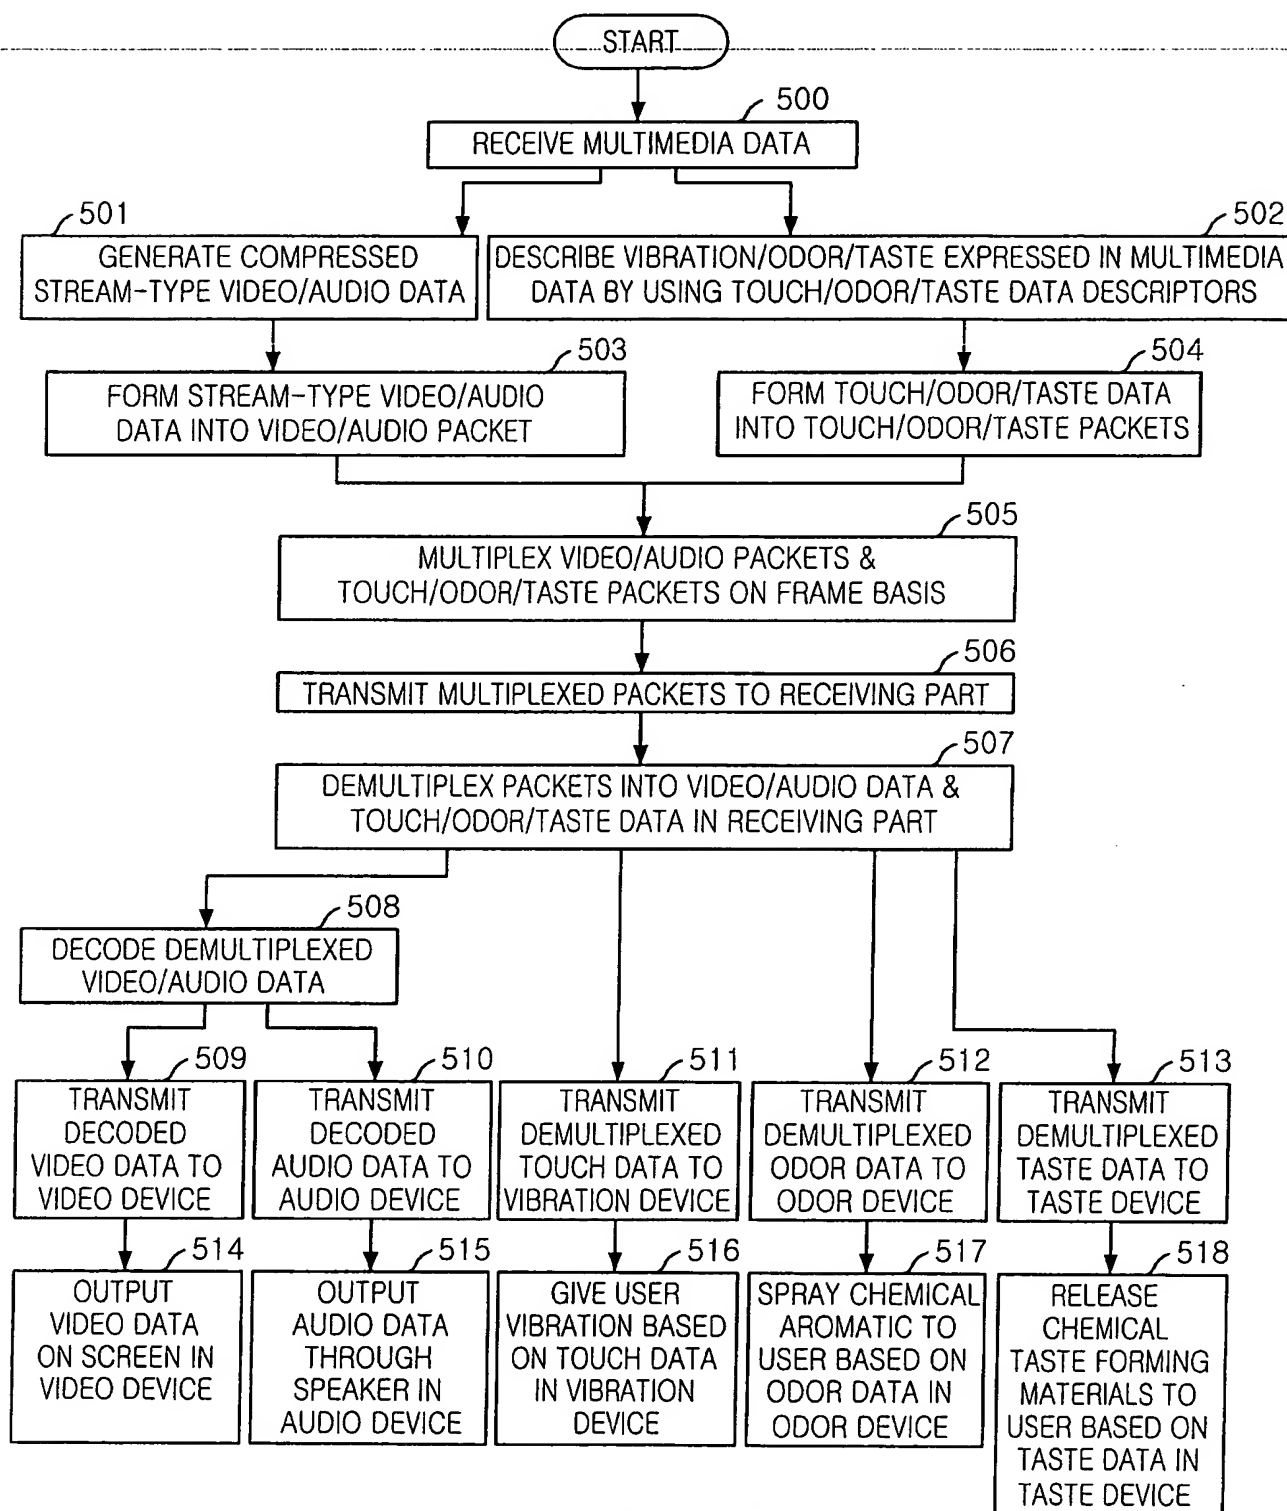 START
500
RECEIVE MULTIMEDIA DATA
501
GENERATE COMPRESSED
STREAM-TYPE VIDEO/AUDIO DATA
502
DESCRIBE VIBRATION/ODOR/TASTE EXPRESSED IN MULTIMEDIA
DATA BY USING TOUCH/ODOR/TASTE DATA DESCRIPTORS
503
FORM STREAM-TYPE VIDEO/AUDIO
DATA INTO VIDEO/AUDIO PACKET
504
FORM TOUCH/ODOR/TASTE DATA
INTO TOUCH/ODOR/TASTE PACKETS
505
MULTIPLEX VIDEO/AUDIO PACKETS &
TOUCH/ODOR/TASTE PACKETS ON FRAME BASIS
506
TRANSMIT MULTIPLEXED PACKETS TO RECEIVING PART
507
DEMULTIPLEX PACKETS INTO VIDEO/AUDIO DATA &
TOUCH/ODOR/TASTE DATA IN RECEIVING PART
508
DECODE DEMULTIPLEXED
VIDEO/AUDIO DATA
509
TRANSMIT
DECODED
VIDEO DATA TO
VIDEO DEVICE
510
TRANSMIT
DECODED
AUDIO DATA TO
AUDIO DEVICE
511
TRANSMIT
DEMULTIPLEXED
TOUCH DATA TO
VIBRATION DEVICE
512
TRANSMIT
DEMULTIPLEXED
ODOR DATA TO
ODOR DEVICE
513
TRANSMIT
DEMULTIPLEXED
TASTE DATA TO
TASTE DEVICE
514
OUTPUT
VIDEO DATA
ON SCREEN IN
VIDEO DEVICE
515
OUTPUT
AUDIO DATA
THROUGH
SPEAKER IN
AUDIO DEVICE
516
GIVE USER
VIBRATION BASED
ON TOUCH DATA
IN VIBRATION
DEVICE
517
SPRAY CHEMICAL
AROMATIC TO
USER BASED ON
ODOR DATA IN
ODOR DEVICE
518
RELEASE
CHEMICAL
TASTE FORMING
MATERIALS TO
USER BASED ON
TASTE DATA IN
TASTE DEVICE